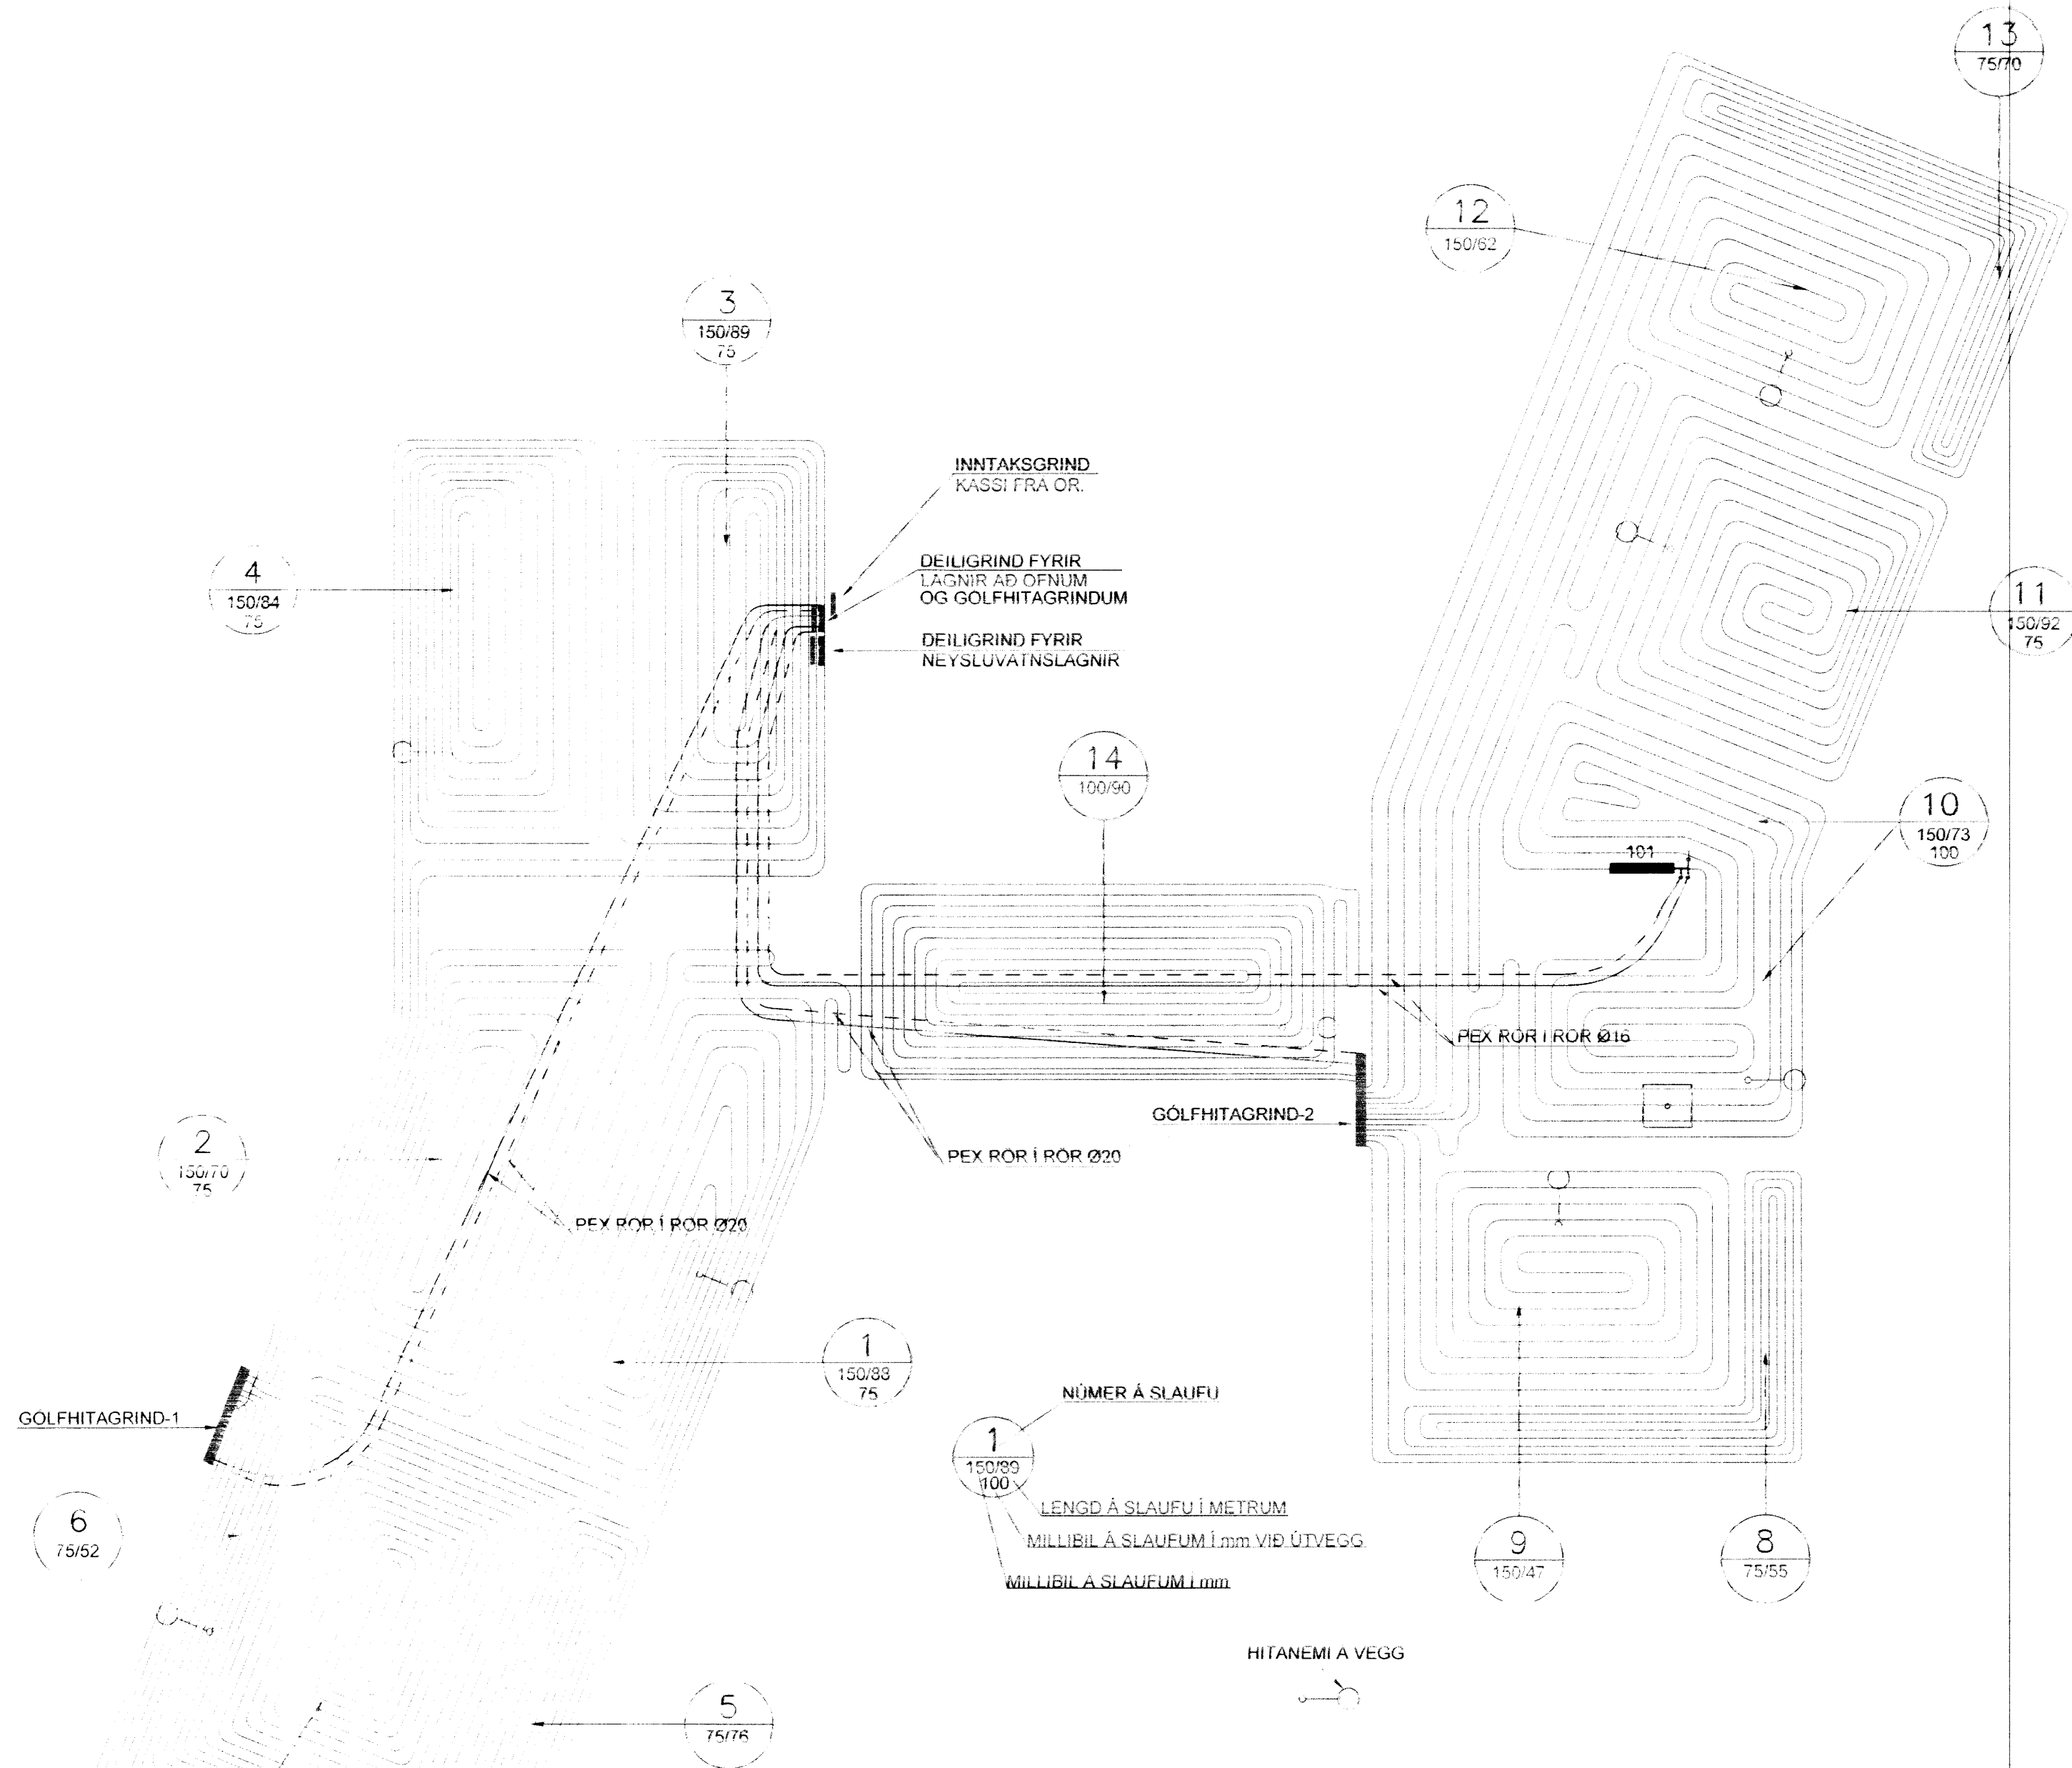 13
75/70
12
150/62
3
150/89
75
INNTAKSGRIND
KASSI FRA OR.
DEILIGRIND FYRIR
LAGNIR AÐ OFNUM
OG GOLFHITAGRINDUM
DEILIGRIND FYRIR
NEYSLUVATNSLAGNIR
4
150/84
75
11
150/92
75
14
100/90
10
150/73
100
101
PEX RÖR Í RÖR Ø16
GÓLFHITAGRIND-2
2
150/70
75
PEX RÖR Í RÖR Ø20
PEX RÖR Í RÖR Ø20
1
150/88
75
GOLFHITAGRIND-1
NÚMER Á SLAUFU
1
150/89
100
LENGD Á SLAUFU Í METRUM
MILLIBIL Á SLAUFUM Í mm VIÐ ÚTVEGG
MILLIBIL Á SLAUFUM Í mm
6
75/52
9
150/47
8
75/55
HITANEMI A VEGG
5
75/76